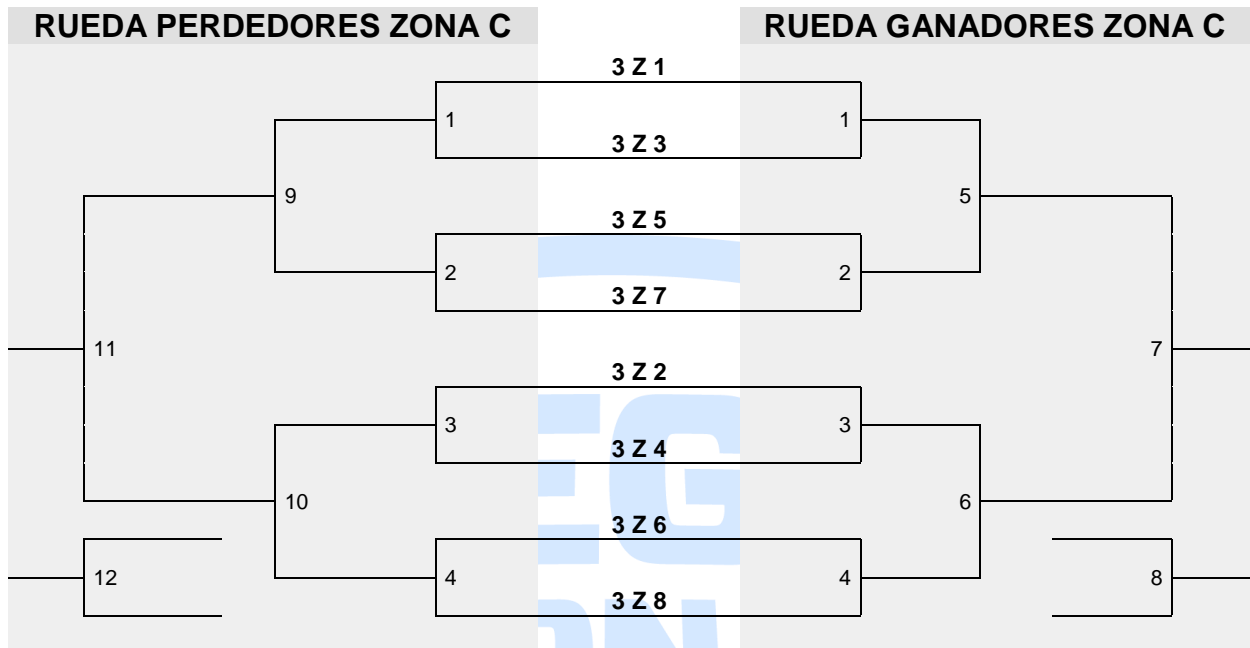 RUEDA PERDEDORES ZONA C
RUEDA GANADORES ZONA C
3 Z 1
1
1
3 Z 3
9
5
3 Z 5
2
2
3 Z 7
11
7
3 Z 2
3
3
3 Z 4
10
6
3 Z 6
12
4
4
8
3 Z 8